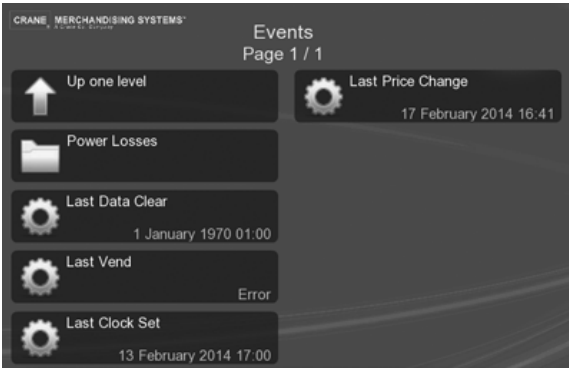 CRANE MERCHANDISING SYSTEMS
Events
Page 1 / 1
Up one level
Power Losses
Last Data Clear
1 January 1970 01:00
Last Vend
Error
Last Clock Set
13 February 2014 17:00
Last Price Change
17 February 2014 16:41